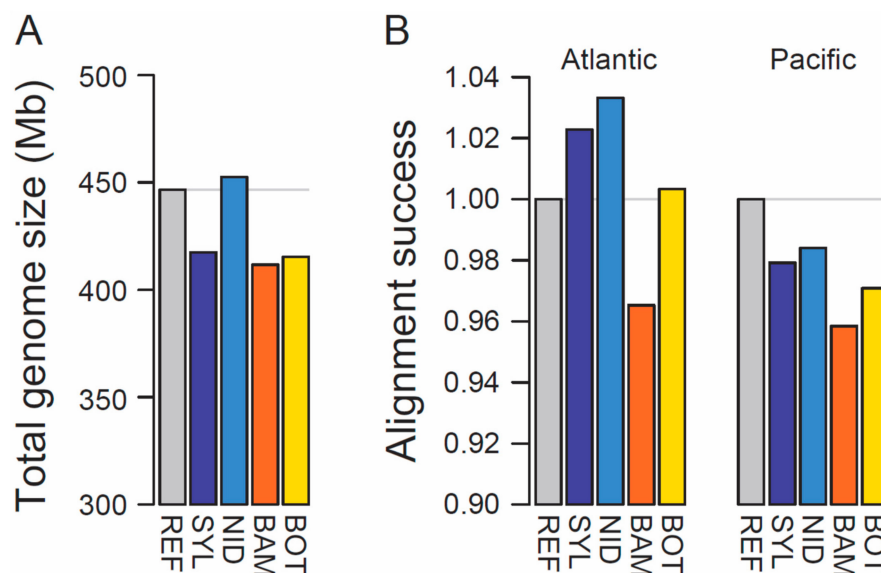 A
Total genome size (Mb)
500
450
400
350
300
REF
SYL
NID
BAM
BOT
B
Alignment success
Atlantic
Pacific
1.04
1.02
1.00
0.98
0.96
0.94
0.92
0.90
REF
SYL
NID
BAM
BOT
REF
SYL
NID
BAM
BOT